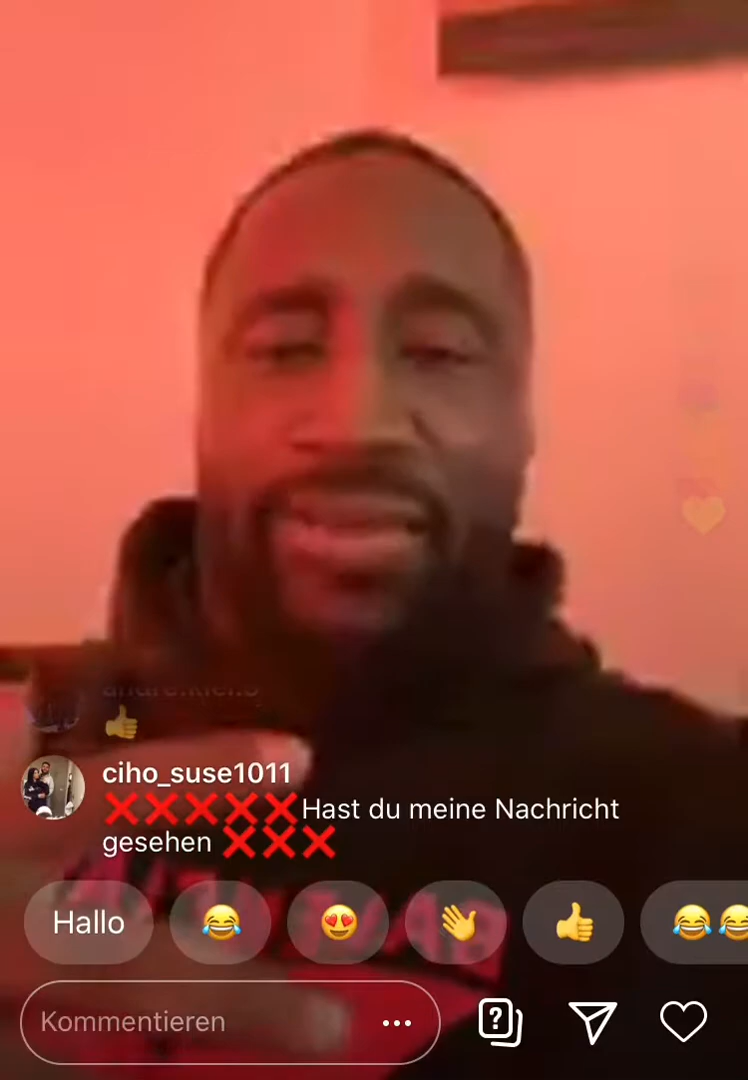 👍
ciho_suse1011
❌❌❌❌❌Hast du meine Nachricht
gesehen ❌❌❌
Hallo 😂 😍 👋 👍 😂😂
Kommentieren